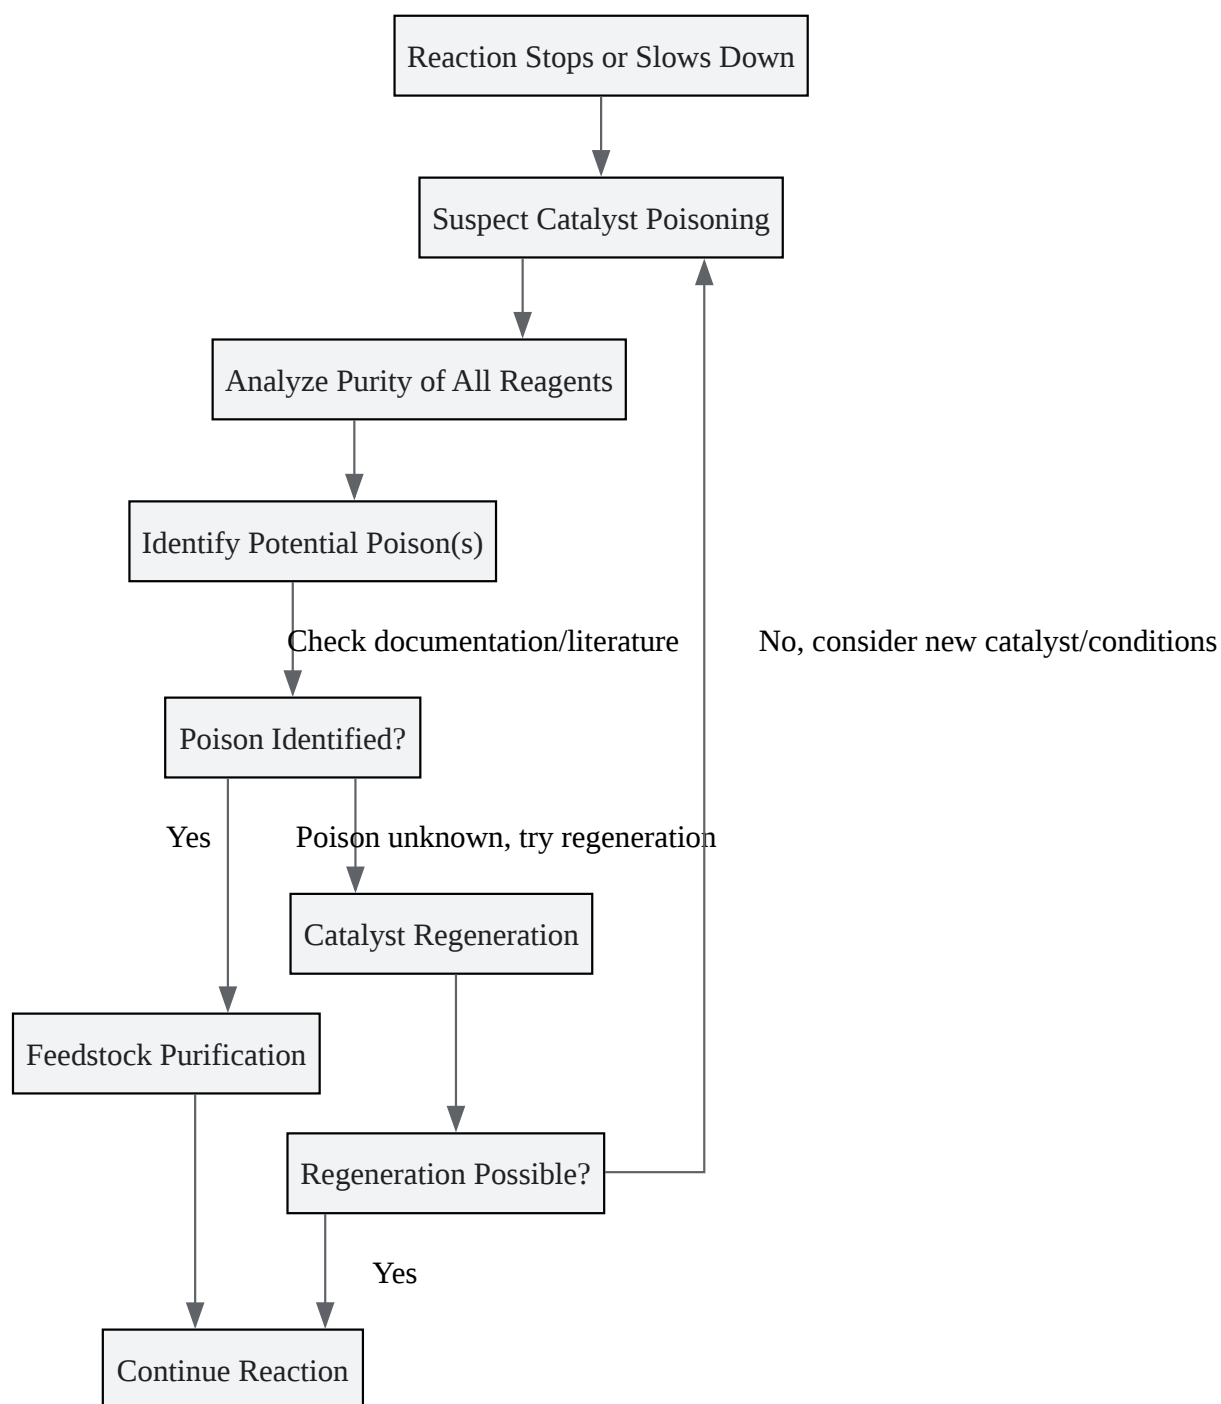 Reaction Stops or Slows Down
Suspect Catalyst Poisoning
Analyze Purity of All Reagents
Identify Potential Poison(s)
Check documentation/literature
No, consider new catalyst/conditions
Poison Identified?
Yes
Poison unknown, try regeneration
Catalyst Regeneration
Feedstock Purification
Regeneration Possible?
Yes
Continue Reaction